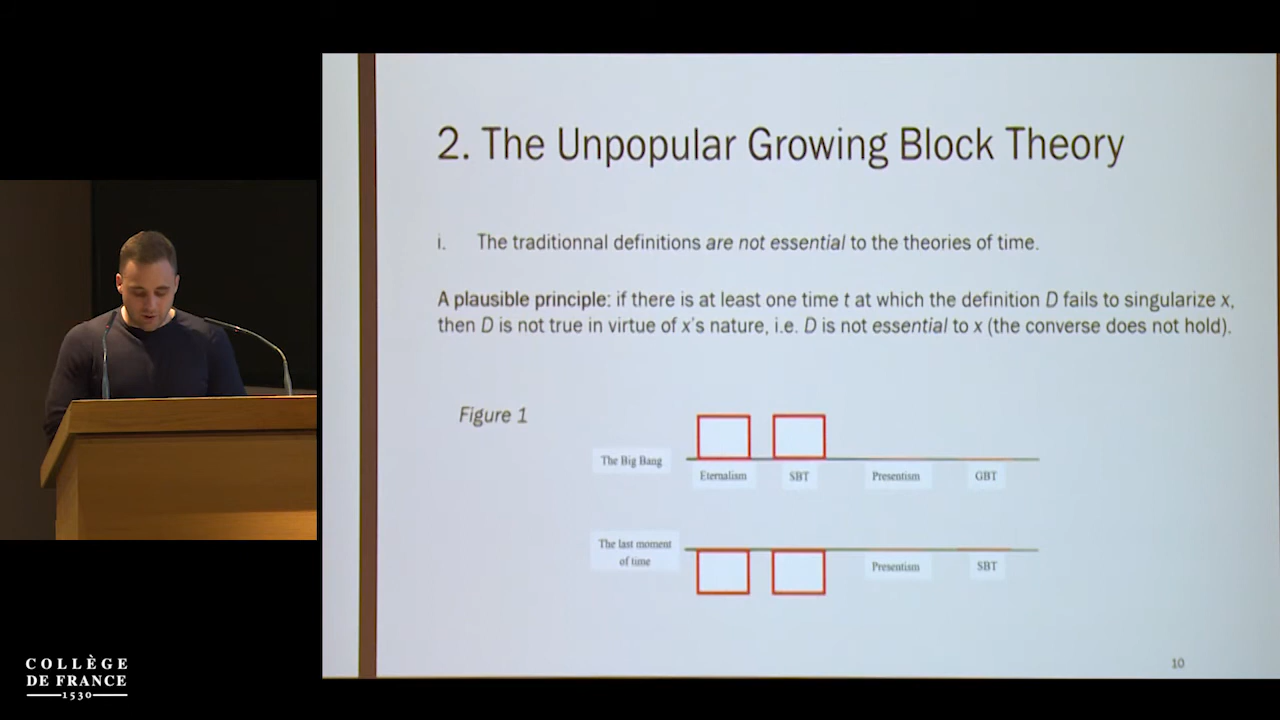 2. The Unpopular Growing Block Theory
i. The traditionnal definitions are not essential to the theories of time.
A plausible principle: if there is at least one time t at which the definition D fails to singularize x,
then D is not true in virtue of x's nature, i.e. D is not essential to x (the converse does not hold).
Figure 1
The Big Bang
Eternalism SBT Presentism GBT
The last moment
of time
Presentism SBT
10
COLLÈGE
DE FRANCE
1530